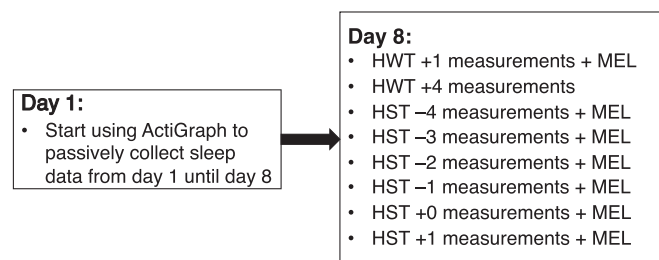 Day 1:
• Start using ActiGraph to
passively collect sleep
data from day 1 until day 8
Day 8:
• HWT +1 measurements + MEL
• HWT +4 measurements
• HST –4 measurements + MEL
• HST –3 measurements + MEL
• HST –2 measurements + MEL
• HST –1 measurements + MEL
• HST +0 measurements + MEL
• HST +1 measurements + MEL